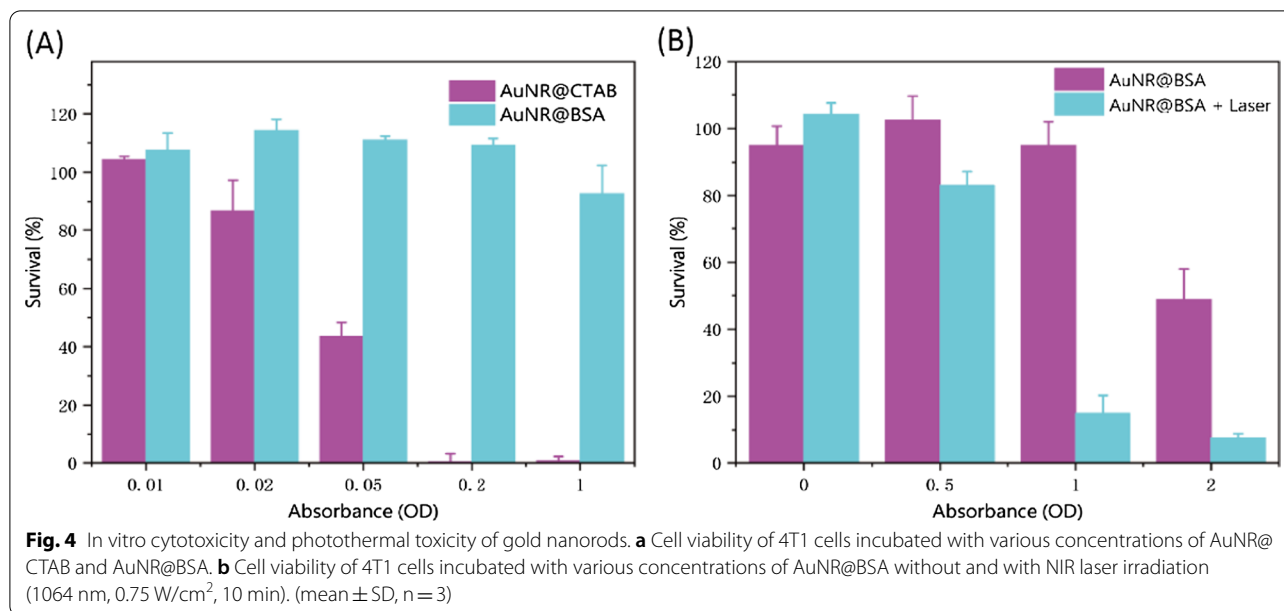 (A)
AuNR@CTAB
AuNR@BSA
120
100
80
60
40
20
0
Survival (%)
0.01 0.02 0.05 0.2 1
Absorbance (OD)
(B)
AuNR@BSA
AuNR@BSA + Laser
120
100
80
60
40
20
0
Survival (%)
0 0.5 1 2
Absorbance (OD)
Fig. 4 In vitro cytotoxicity and photothermal toxicity of gold nanorods. a Cell viability of 4T1 cells incubated with various concentrations of AuNR@
CTAB and AuNR@BSA. b Cell viability of 4T1 cells incubated with various concentrations of AuNR@BSA without and with NIR laser irradiation
(1064 nm, 0.75 W/cm², 10 min). (mean ± SD, n = 3)